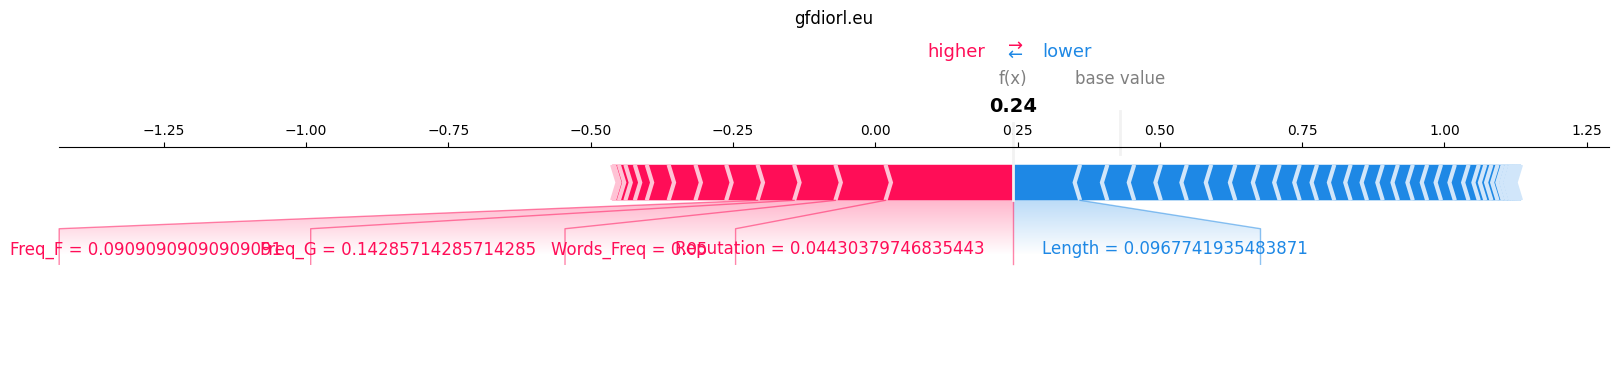 gfdiorl.eu
higher ⇄ lower
f(x) base value
0.24
−1.25 −1.00 −0.75 −0.50 −0.25 0.00 0.25 0.50 0.75 1.00 1.25
Freq_F = 0.09090909090909091 Freq_G = 0.14285714285714285 Words_Freq = 0.05 Reputation = 0.04430379746835443 Length = 0.0967741935483871